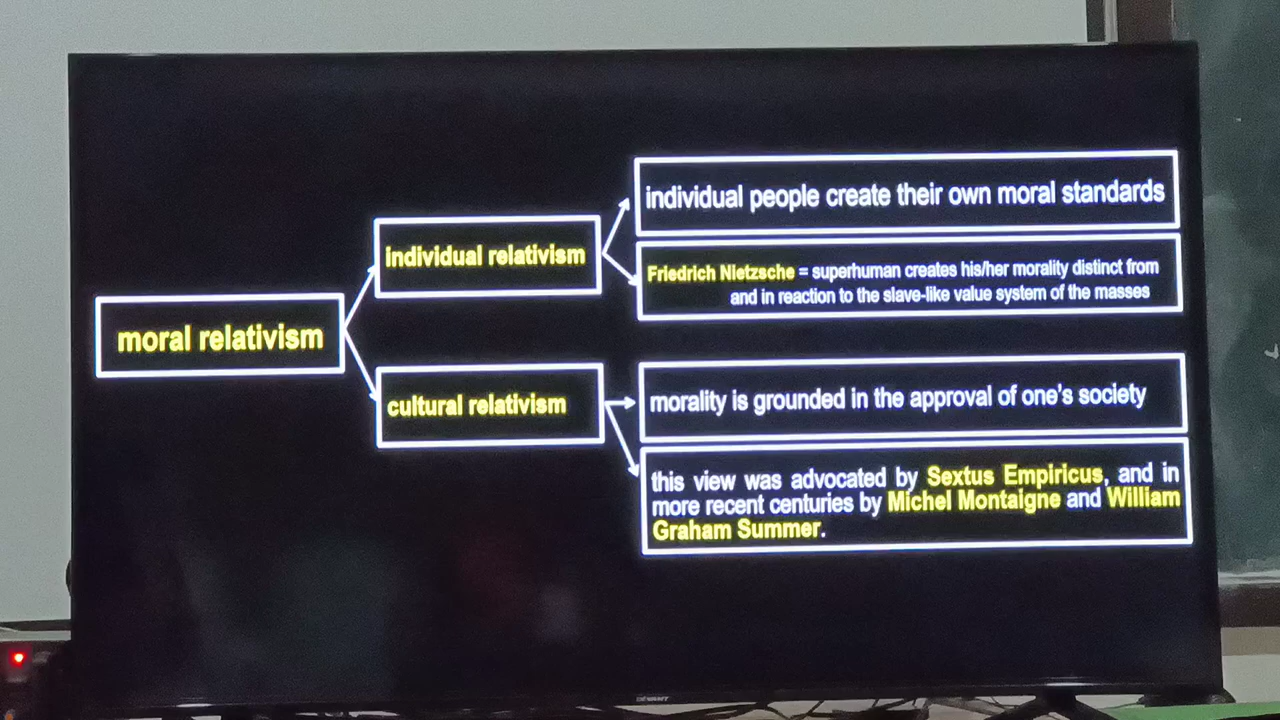 individual people create their own moral standards
individual relativism
Friedrich Nietzsche = superhuman creates his/her morality distinct from
and in reaction to the slave-like value system of the masses
moral relativism
cultural relativism
morality is grounded in the approval of one's society
this view was advocated by Sextus Empiricus, and in
more recent centuries by Michel Montaigne and William
Graham Summer.